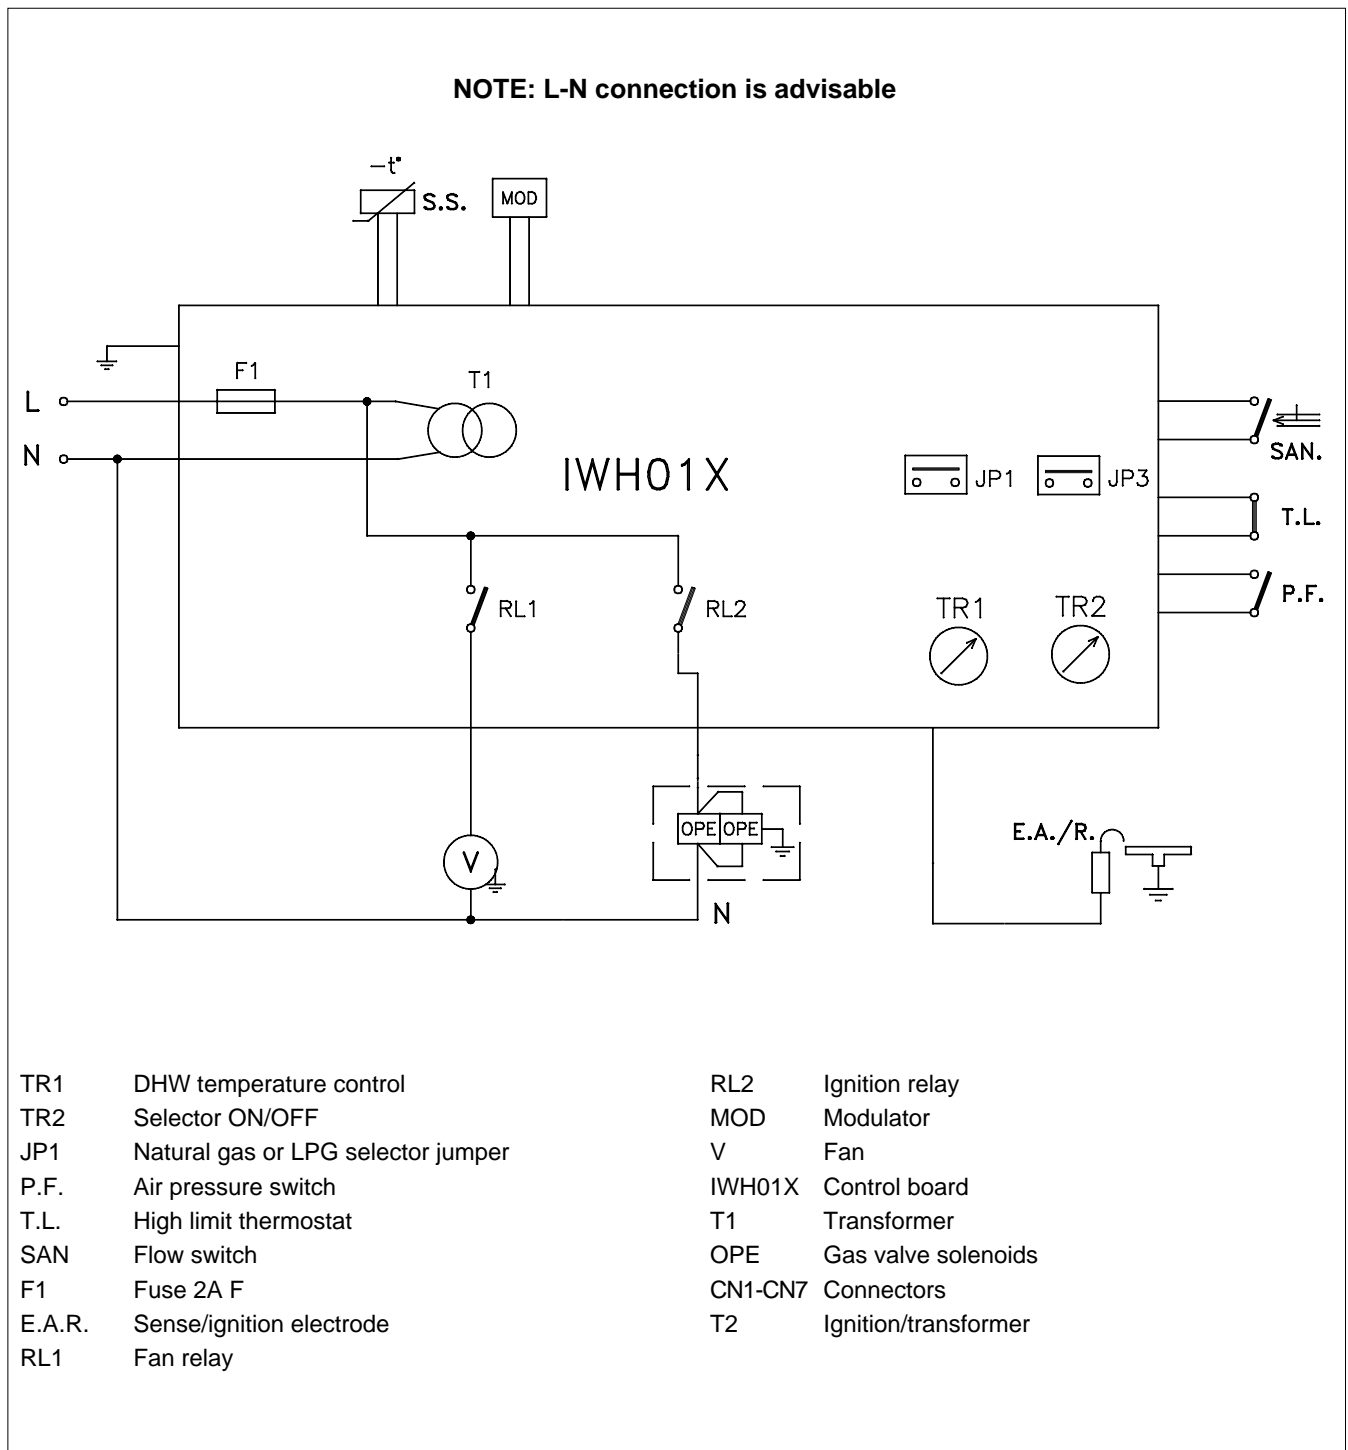 NOTE: L-N connection is advisable
-t°
S.S.
MOD
F1
T1
L
N
IWH01X
JP1
JP3
SAN.
T.L.
P.F.
RL1
RL2
TR1
TR2
V
OPE OPE
N
E.A./R.
TR1 DHW temperature control
TR2 Selector ON/OFF
JP1 Natural gas or LPG selector jumper
P.F. Air pressure switch
T.L. High limit thermostat
SAN Flow switch
F1 Fuse 2A F
E.A.R. Sense/ignition electrode
RL1 Fan relay
RL2 Ignition relay
MOD Modulator
V Fan
IWH01X Control board
T1 Transformer
OPE Gas valve solenoids
CN1-CN7 Connectors
T2 Ignition/transformer